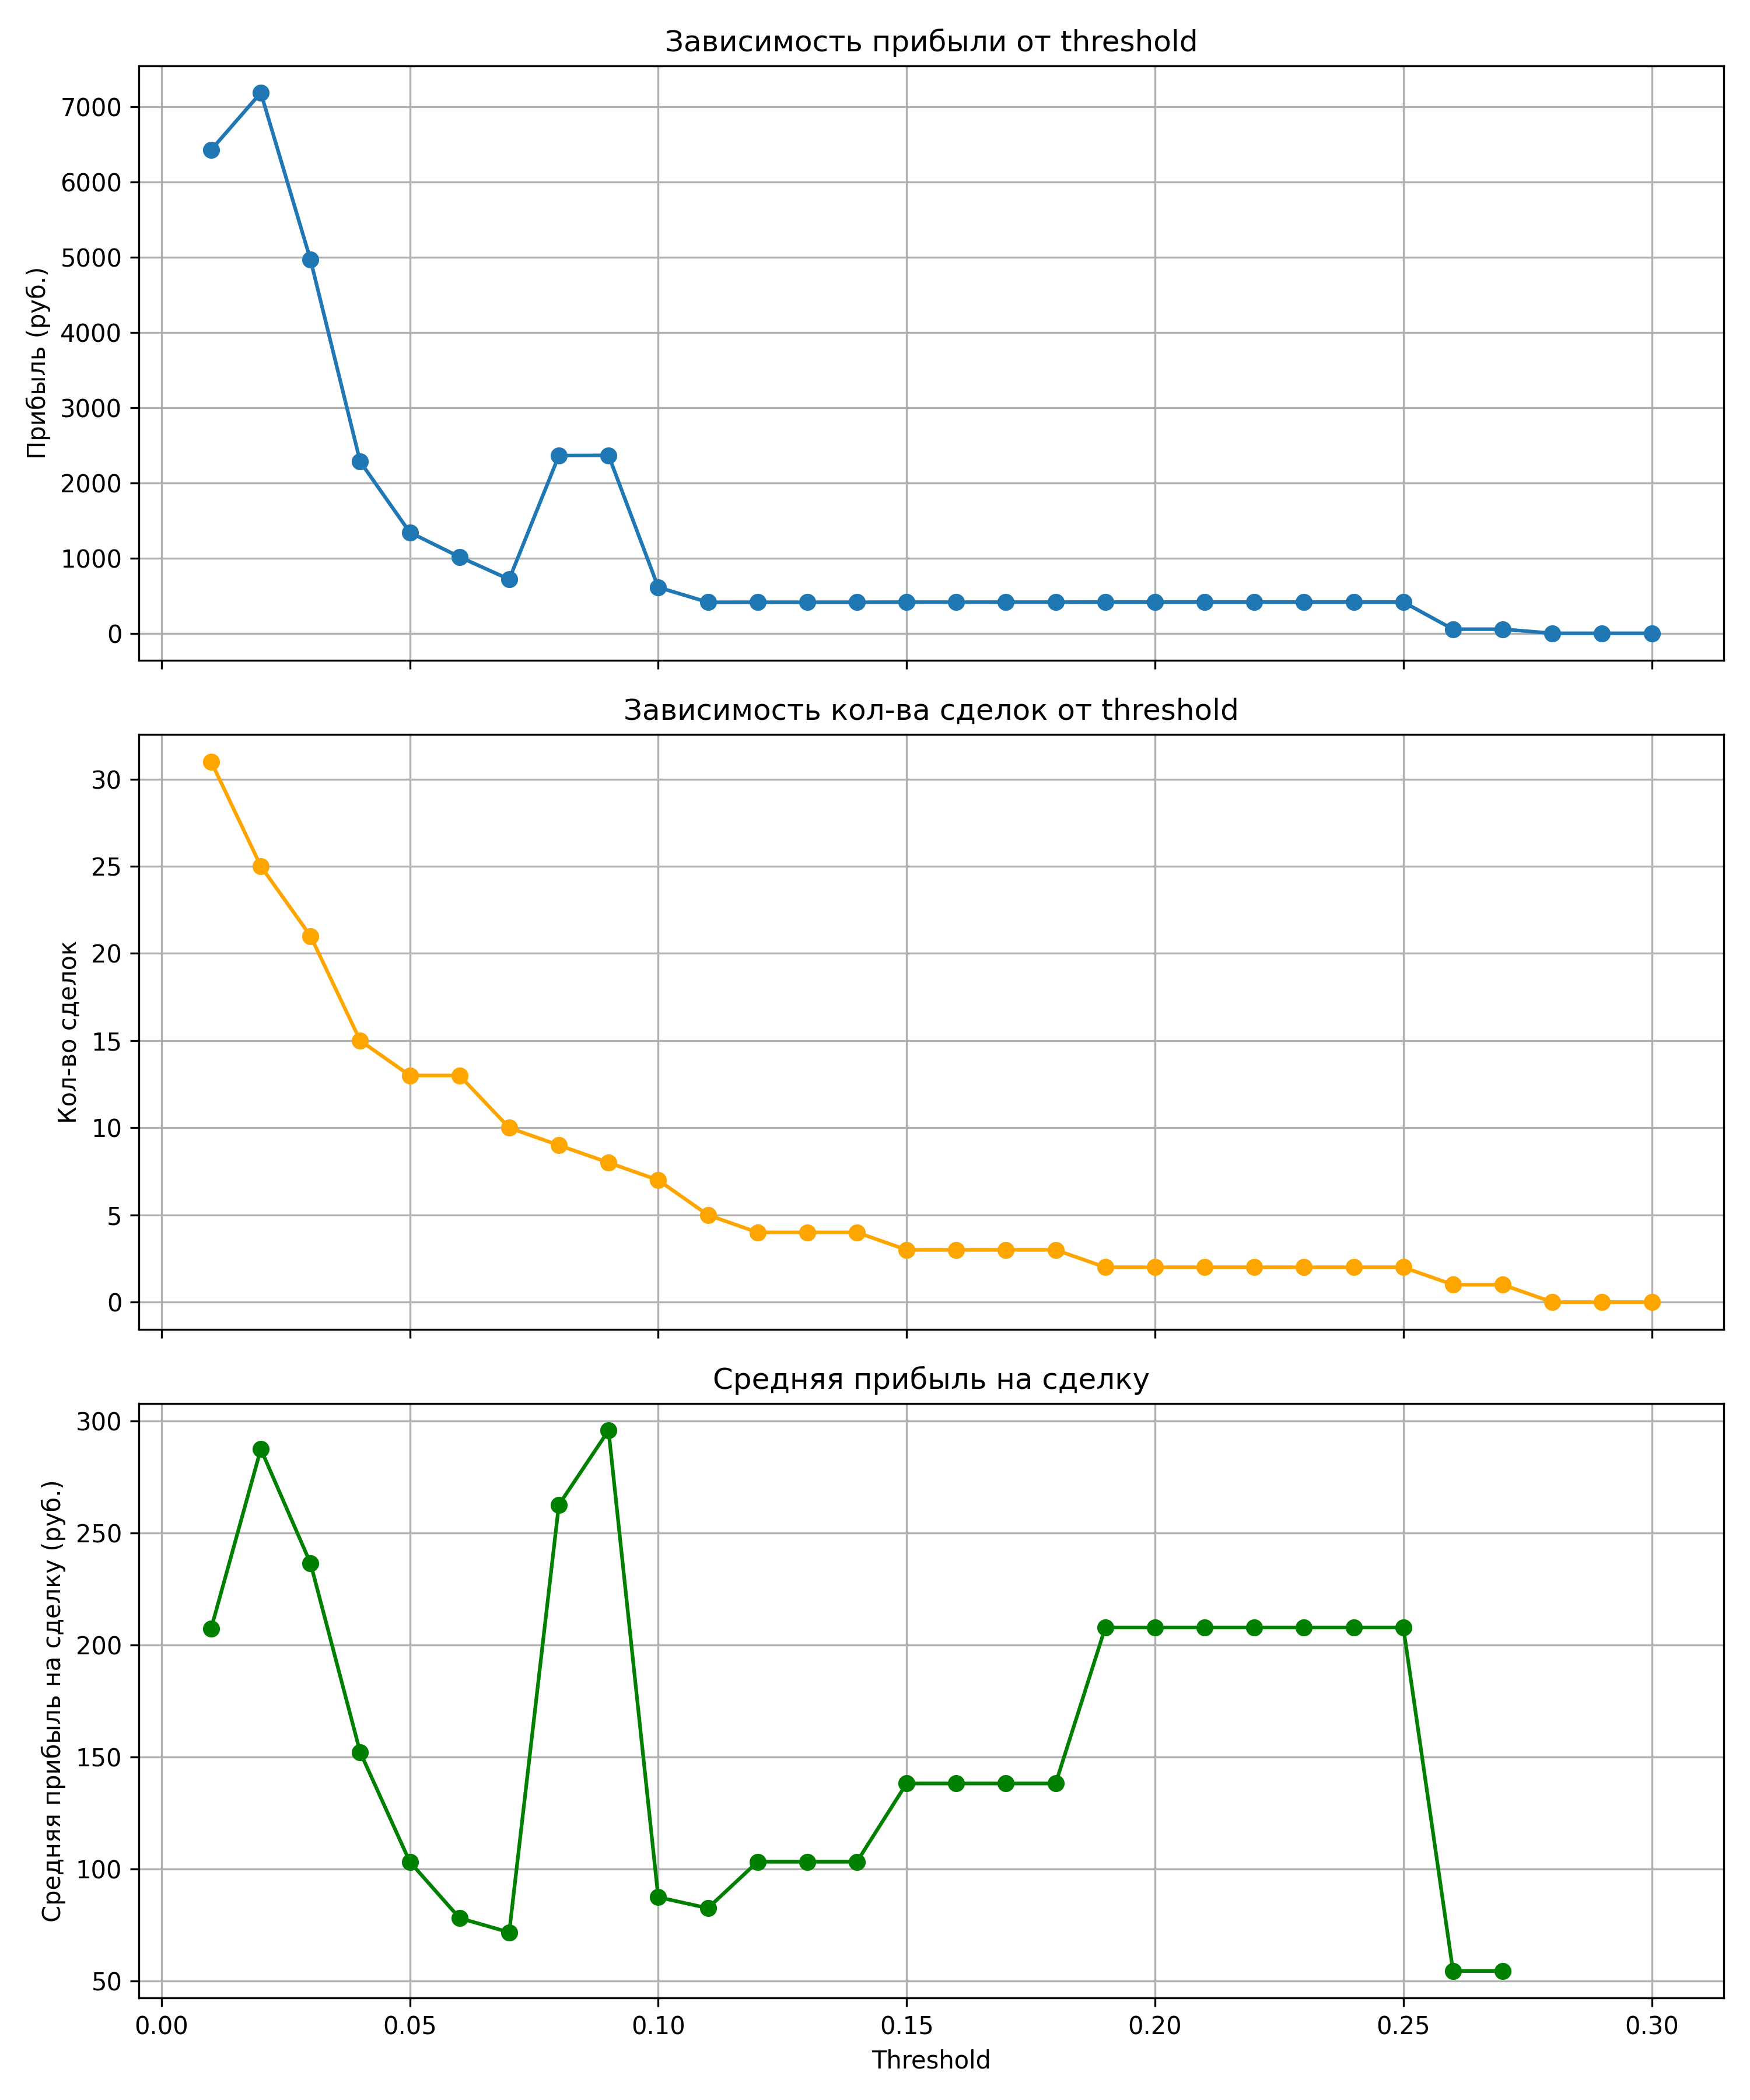 Зависимость прибыли от threshold
Прибыль (руб.)
7000
6000
5000
4000
3000
2000
1000
0
Зависимость кол-ва сделок от threshold
Кол-во сделок
30
25
20
15
10
5
0
Средняя прибыль на сделку
Средняя прибыль на сделку (руб.)
300
250
200
150
100
50
0.00 0.05 0.10 0.15 0.20 0.25 0.30
Threshold